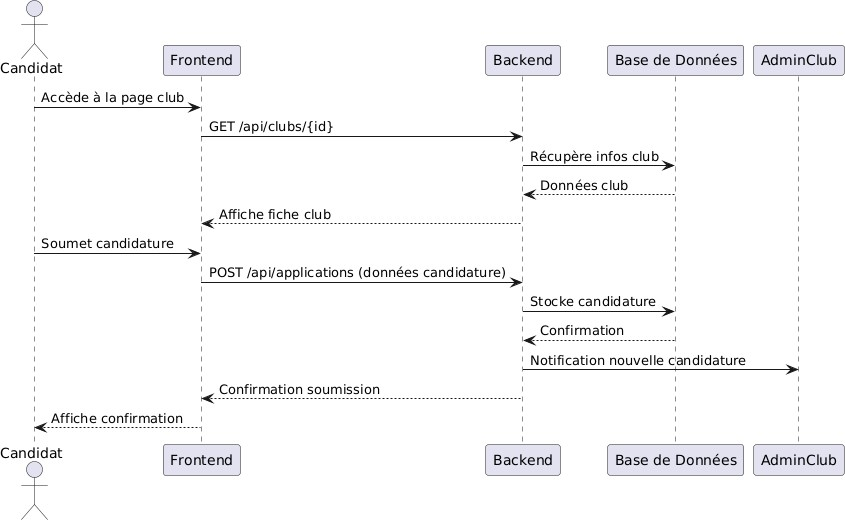 Candidat
Frontend
Backend
Base de Données
AdminClub
Accède à la page club
GET /api/clubs/{id}
Récupère infos club
Données club
Affiche fiche club
Soumet candidature
POST /api/applications (données candidature)
Stocke candidature
Confirmation
Notification nouvelle candidature
Confirmation soumission
Affiche confirmation
Candidat
Frontend
Backend
Base de Données
AdminClub